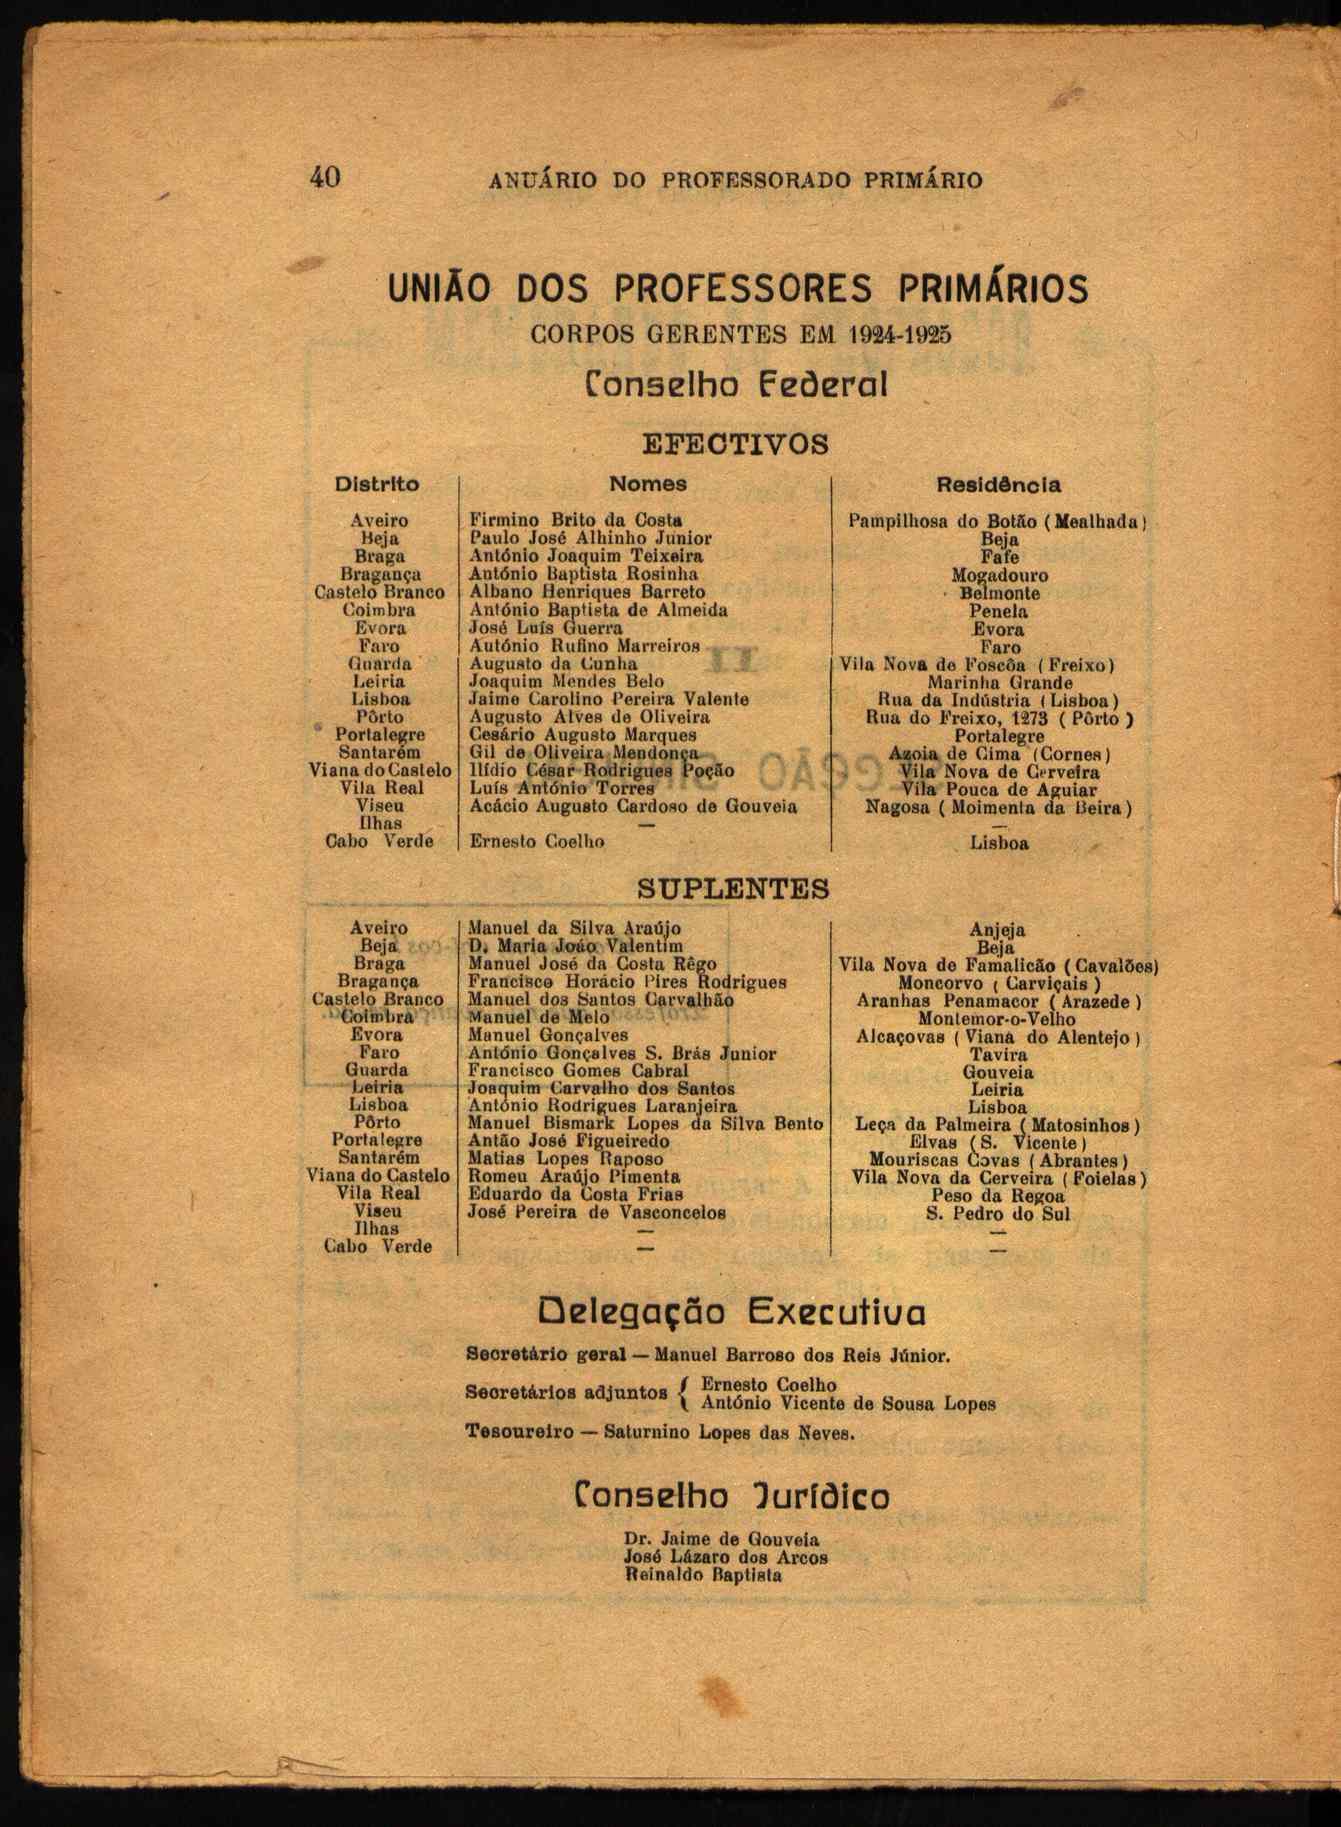 40 ANUÁRIO DO PROFESSORADO PRIMÁRIO
UNIÃO DOS PROFESSORES PRIMÁRIOS
CORPOS GERENTES EM 1924-1925
Conselho Federal
EFECTIVOS
Distrito Nomes Residência
Aveiro Firmino Brito da Costa Pampilhosa do Botão (Mealhada)
Beja Paulo José Alhinho Junior Beja
Braga António Joaquim Teixeira Fafe
Bragança António Baptista Rosinha Mogadouro
Castelo Branco Albano Henriques Barreto Belmonte
Coimbra António Baptista de Almeida Penela
Evora José Luís Guerra Evora
Faro António Rufino Marreiros Faro
Guarda Augusto da Cunha Vila Nova de Foscôa (Freixo)
Leiria Joaquim Mendes Belo Marinha Grande
Lisboa Jaime Carolino Pereira Valente Rua da Indústria (Lisboa)
Pôrto Augusto Alves de Oliveira Rua do Freixo, 1273 (Pôrto)
Portalegre Cesário Augusto Marques Portalegre
Santarém Gil de Oliveira Mendonça Azoia de Cima (Cornes)
Viana do Castelo Ilídio César Rodrigues Poção Vila Nova de Cerveira
Vila Real Luís António Torres Vila Pouca de Aguiar
Viseu Acácio Augusto Cardoso de Gouveia Nagosa (Moimenta da Beira)
Ilhas — —
Cabo Verde Ernesto Coelho Lisboa
SUPLENTES
Aveiro Manuel da Silva Araújo Anjeja
Beja D. Maria João Valentim Beja
Braga Manuel José da Costa Rêgo Vila Nova de Famalicão (Cavalões)
Bragança Francisco Horácio Pires Rodrigues Moncorvo (Carviçais)
Castelo Branco Manuel dos Santos Carvalhão Aranhas Penamacor (Arazede)
Coimbra Manuel de Melo Montemor-o-Velho
Evora Manuel Gonçalves Alcaçovas (Viana do Alentejo)
Faro António Gonçalves S. Brás Junior Tavira
Guarda Francisco Gomes Cabral Gouveia
Leiria Joaquim Carvalho dos Santos Leiria
Lisboa António Rodrigues Laranjeira Lisboa
Pôrto Manuel Bismark Lopes da Silva Bento Leça da Palmeira (Matosinhos)
Portalegre Antão José Figueiredo Elvas (S. Vicente)
Santarém Matias Lopes Raposo Mouriscas Covas (Abrantes)
Viana do Castelo Romeu Araújo Pimenta Vila Nova da Cerveira (Foielas)
Vila Real Eduardo da Costa Frias Peso da Regoa
Viseu José Pereira de Vasconcelos S. Pedro do Sul
Ilhas — —
Cabo Verde — —
Delegação Executiva
Secretário geral — Manuel Barroso dos Reis Júnior.
Secretários adjuntos { Ernesto Coelho
António Vicente de Sousa Lopes
Tesoureiro — Saturnino Lopes das Neves.
Conselho Jurídico
Dr. Jaime de Gouveia
José Lázaro dos Arcos
Reinaldo Baptista